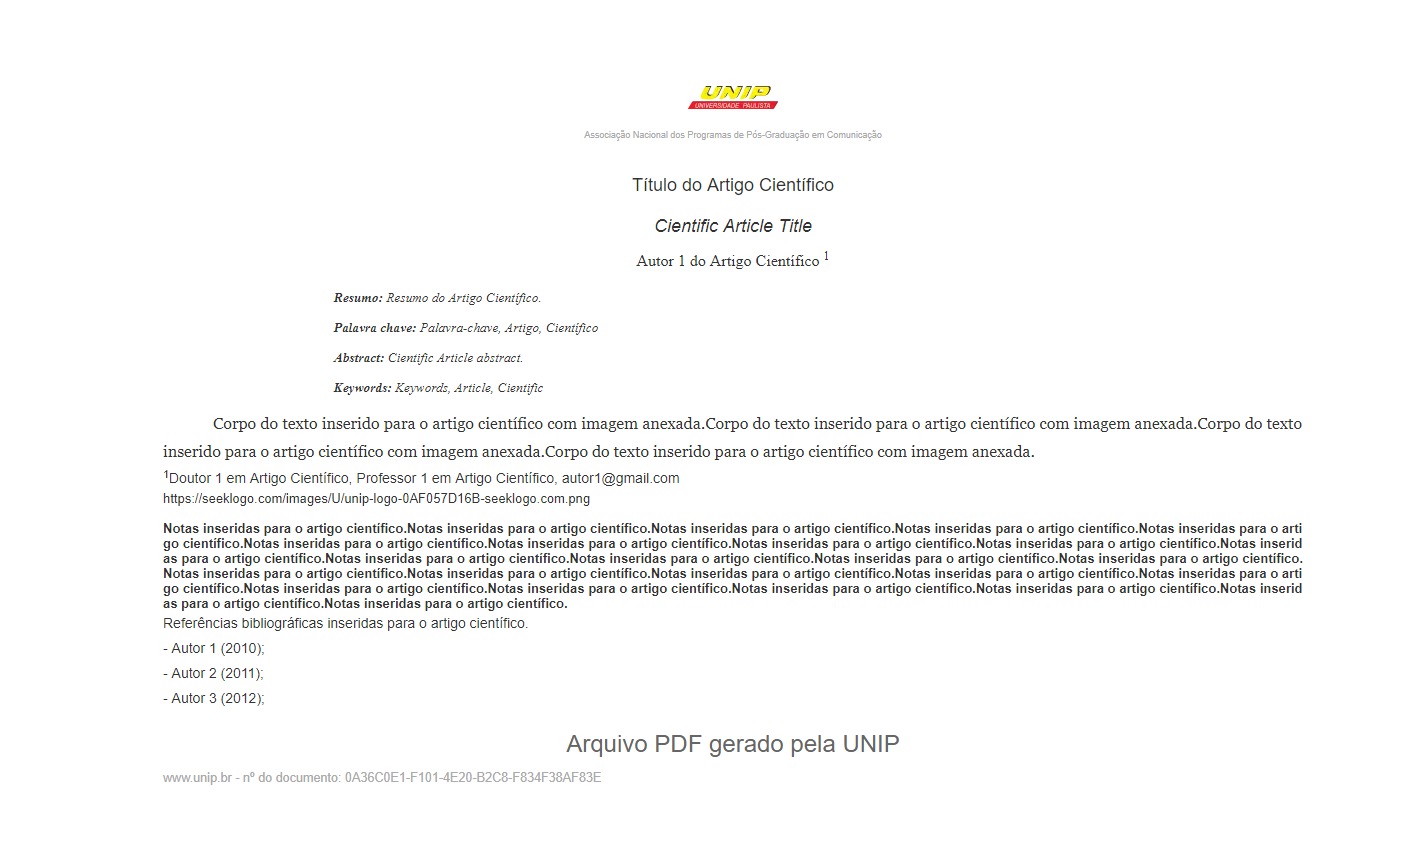 UNIP
UNIVERSIDADE PAULISTA
Associação Nacional dos Programas de Pós-Graduação em Comunicação
Título do Artigo Científico
Cientific Article Title
Autor 1 do Artigo Científico 1
Resumo: Resumo do Artigo Científico.
Palavra chave: Palavra-chave, Artigo, Científico
Abstract: Cientific Article abstract.
Keywords: Keywords, Article, Cientific
Corpo do texto inserido para o artigo científico com imagem anexada.Corpo do texto inserido para o artigo científico com imagem anexada.Corpo do texto
inserido para o artigo científico com imagem anexada.Corpo do texto inserido para o artigo científico com imagem anexada.
1Doutor 1 em Artigo Científico, Professor 1 em Artigo Científico, autor1@gmail.com
https://seeklogo.com/images/U/unip-logo-0AF057D16B-seeklogo.com.png
Notas inseridas para o artigo científico.Notas inseridas para o artigo científico.Notas inseridas para o artigo científico.Notas inseridas para o artigo científico.Notas inseridas para o arti
go científico.Notas inseridas para o artigo científico.Notas inseridas para o artigo científico.Notas inseridas para o artigo científico.Notas inseridas para o artigo científico.Notas inserid
as para o artigo científico.Notas inseridas para o artigo científico.Notas inseridas para o artigo científico.Notas inseridas para o artigo científico.Notas inseridas para o artigo científico.
Notas inseridas para o artigo científico.Notas inseridas para o artigo científico.Notas inseridas para o artigo científico.Notas inseridas para o artigo científico.Notas inseridas para o arti
go científico.Notas inseridas para o artigo científico.Notas inseridas para o artigo científico.Notas inseridas para o artigo científico.Notas inseridas para o artigo científico.Notas inserid
as para o artigo científico.Notas inseridas para o artigo científico.
Referências bibliográficas inseridas para o artigo científico.
- Autor 1 (2010);
- Autor 2 (2011);
- Autor 3 (2012);
Arquivo PDF gerado pela UNIP
www.unip.br - nº do documento: 0A36C0E1-F101-4E20-B2C8-F834F38AF83E